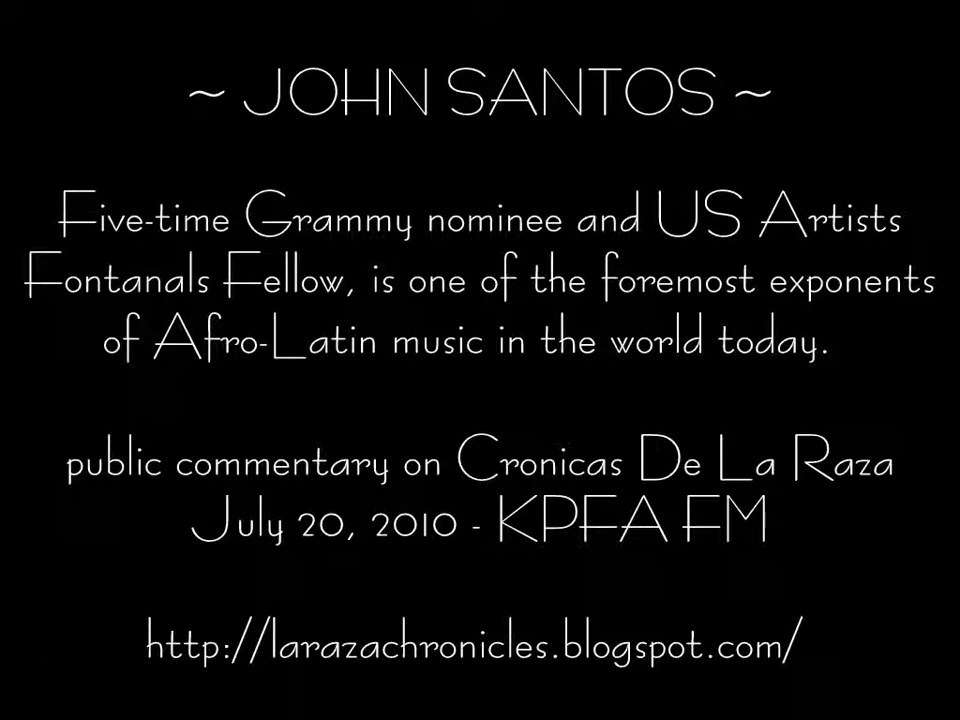 ~ JOHN SANTOS ~
Five-time Grammy nominee and US Artists
Fontanals Fellow, is one of the foremost exponents
of Afro-Latin music in the world today.
public commentary on Cronicas De La Raza
July 20, 2010 - KPFA FM
http://larazachronicles.blogspot.com/